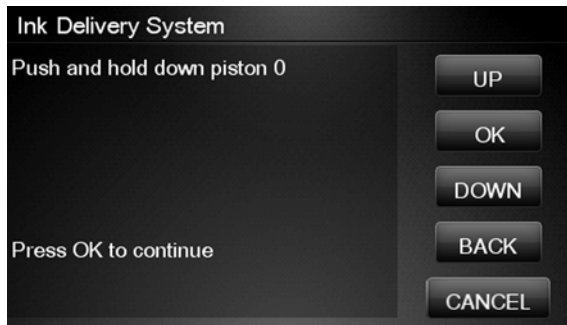 Ink Delivery System
Push and hold down piston 0
Press OK to continue
UP
OK
DOWN
BACK
CANCEL